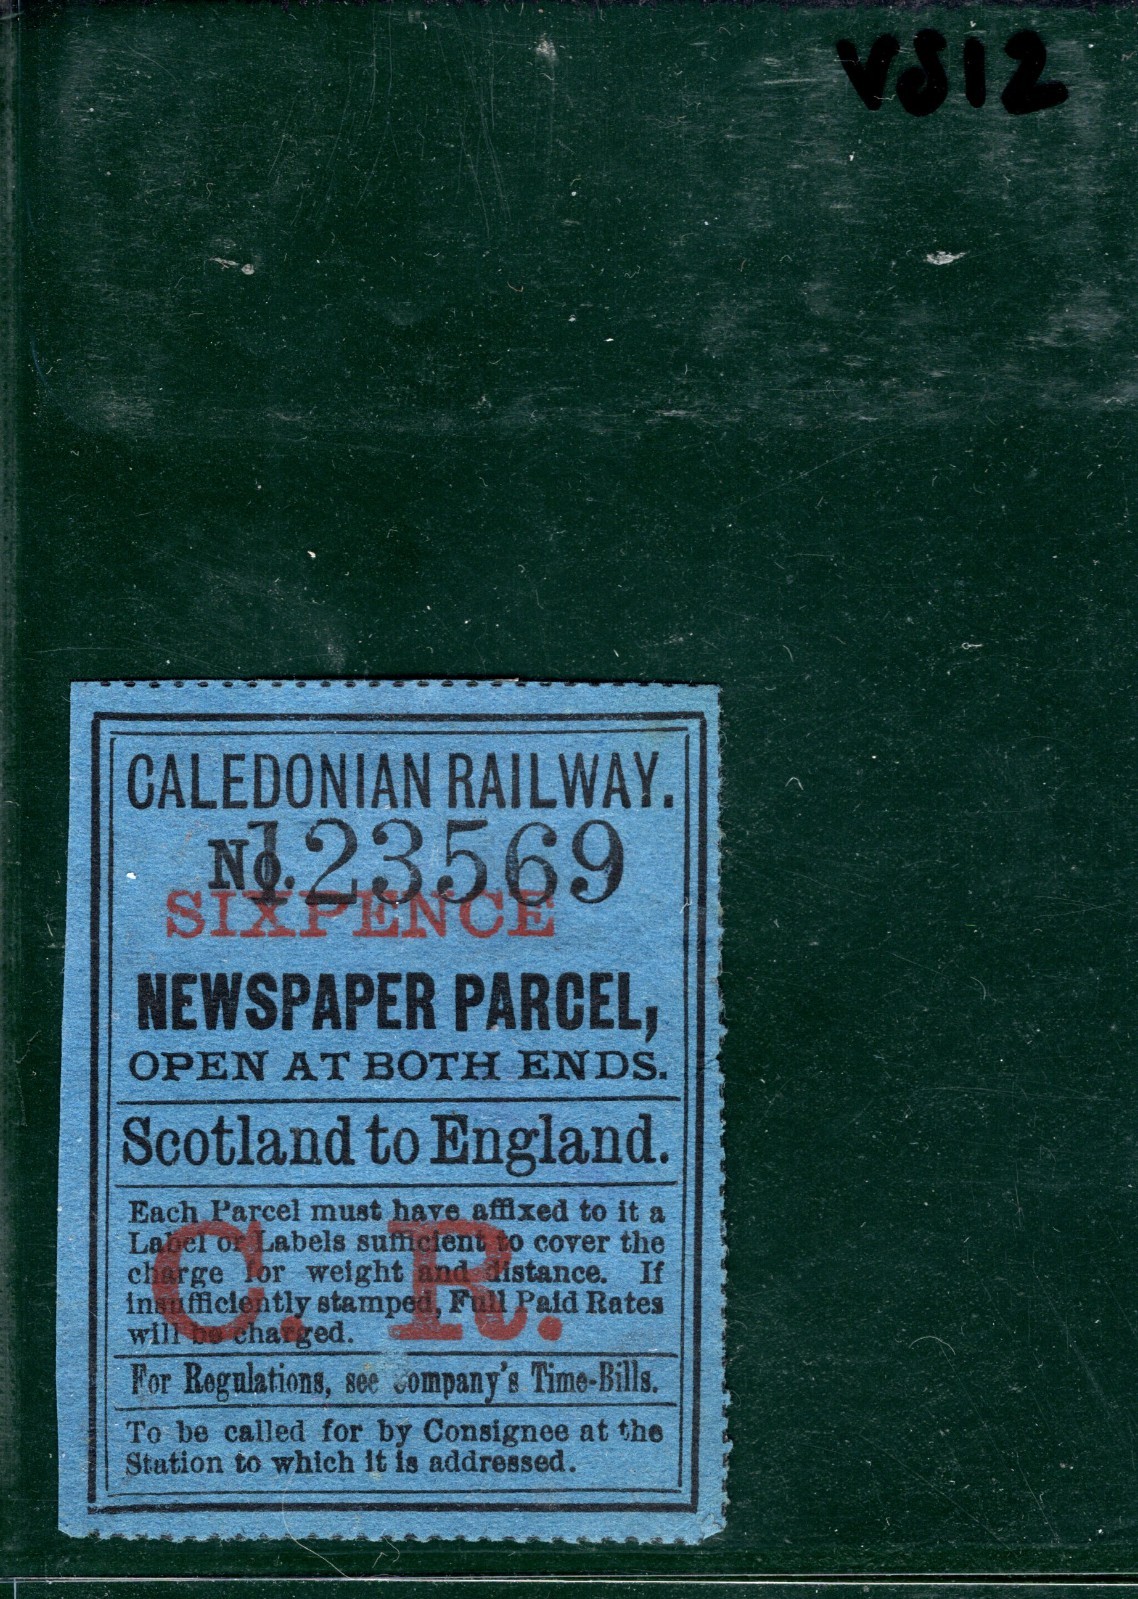 VS12
CALEDONIAN RAILWAY.
No. 123569
SIXPENCE
NEWSPAPER PARCEL,
OPEN AT BOTH ENDS.
Scotland to England.
Each Parcel must have affixed to it a
Label or Labels sufficient to cover the
charge for weight and distance. If
insufficiently stamped, Full Paid Rates
will be charged.
C. R.
For Regulations, see Company's Time-Bills.
To be called for by Consignee at the
Station to which it is addressed.